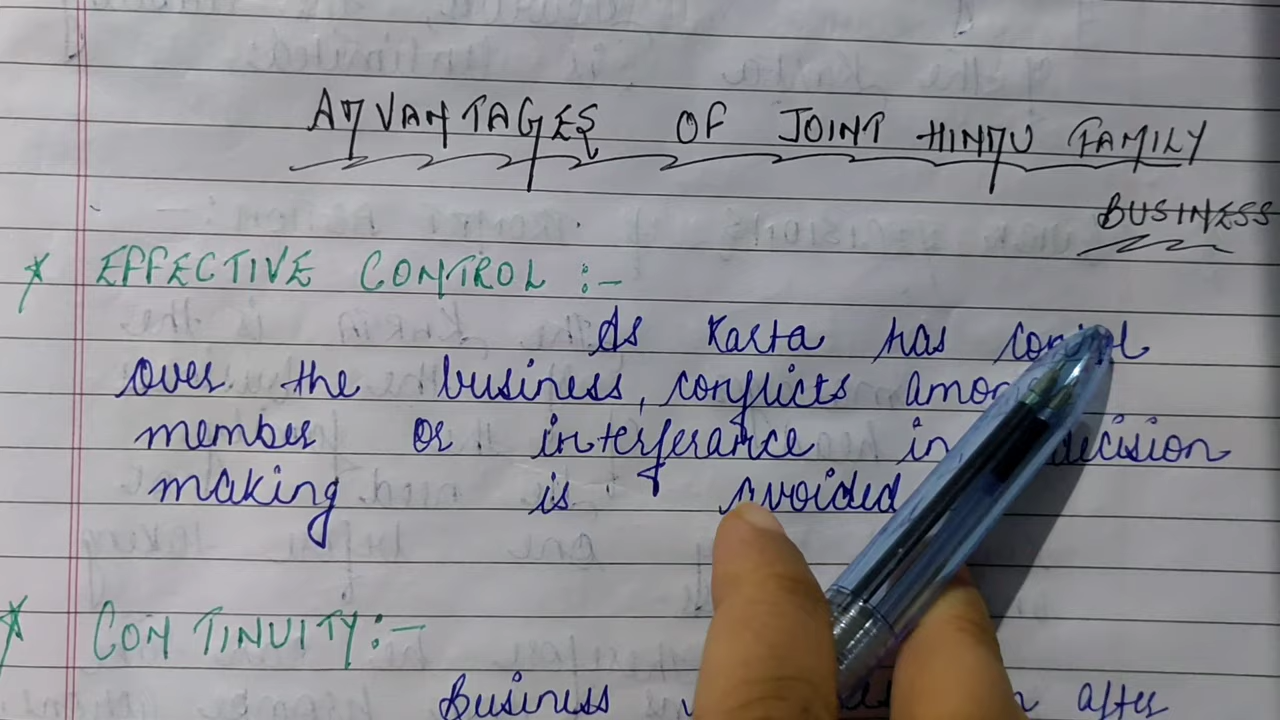 ADVANTAGES OF JOINT HINDU FAMILY
BUSINESS
* EFFECTIVE CONTROL :-
As Karta has control
over the business, conflicts
member or interferance in decision
making is avoided
* CONTINUITY :-
Business after